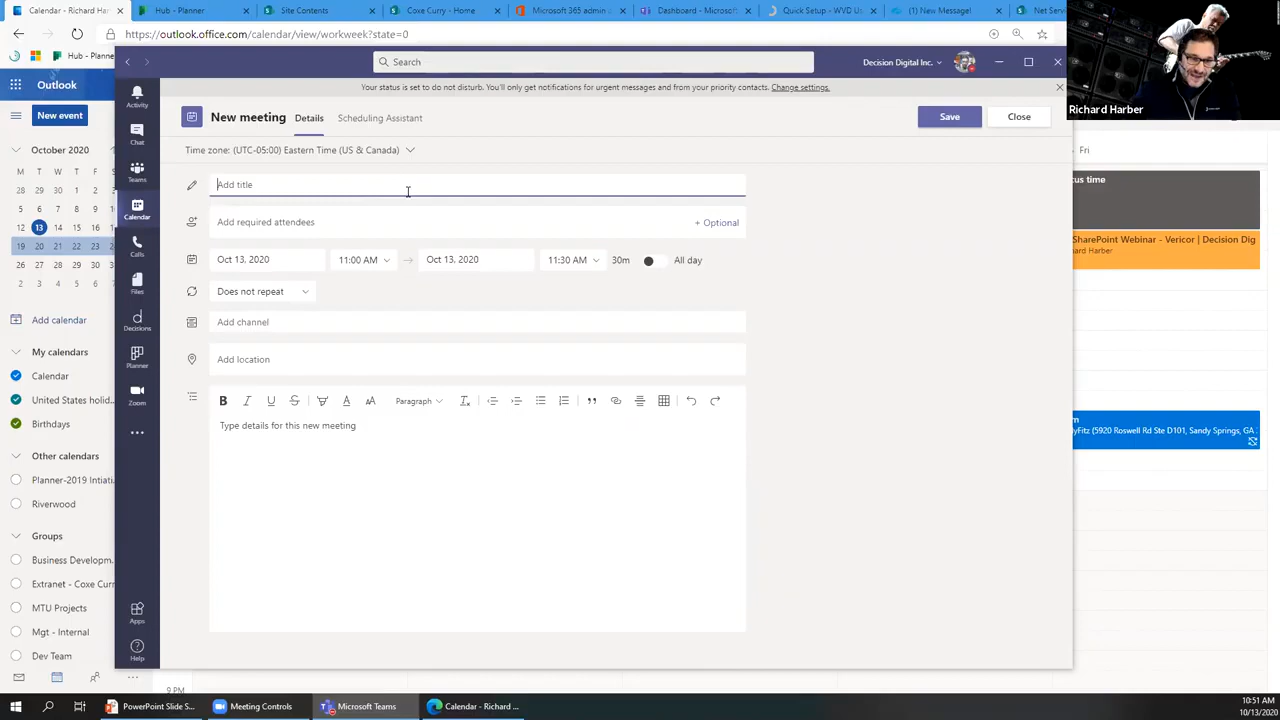 Calendar - Richard Har
Hub - Planner
Site Contents
Coxe Curry - Home
Microsoft 365 admin c
Dashboard - Microsoft
Quick Setup - WVD U
(1) New Message!
Net Serv
https://outlook.office.com/calendar/view/workweek?state=0
Hub - Plann
Search
Decision Digital Inc.
Richard Harber
Outlook
Your status is set to do not disturb. You'll only get notifications for urgent messages and from your priority contacts. Change settings.
New event
Activity
New meeting
Details
Scheduling Assistant
Save
Close
Chat
October 2020
Time zone: (UTC-05:00) Eastern Time (US & Canada)
Fri
M T W T F S S
28 29 30 1 2 3 4
5 6 7 8 9 10 11
12 13 14 15 16 17 18
19 20 21 22 23 24 25
26 27 28 29 30 31 1
2 3 4 5 6 7 8
Teams
Calendar
Calls
Files
Decisions
Planner
Zoom
Apps
Help
Add title
cus time
Add required attendees
+ Optional
SharePoint Webinar - Vericor | Decision Dig
ard Harber
Oct 13, 2020
11:00 AM
Oct 13, 2020
11:30 AM
30m
All day
Does not repeat
Add channel
Add location
Paragraph
Type details for this new meeting
Add calendar
My calendars
Calendar
United States holid
Birthdays
Other calendars
Planner-2019 Intiati
Riverwood
Groups
Business Developm
Extranet - Coxe Curr
MTU Projects
Mgt - Internal
Dev Team
m
lyFitz (5920 Roswell Rd Ste D101, Sandy Springs, GA
9 PM
PowerPoint Slide S...
Meeting Controls
Microsoft Teams
Calendar - Richard ...
10:51 AM
10/13/2020